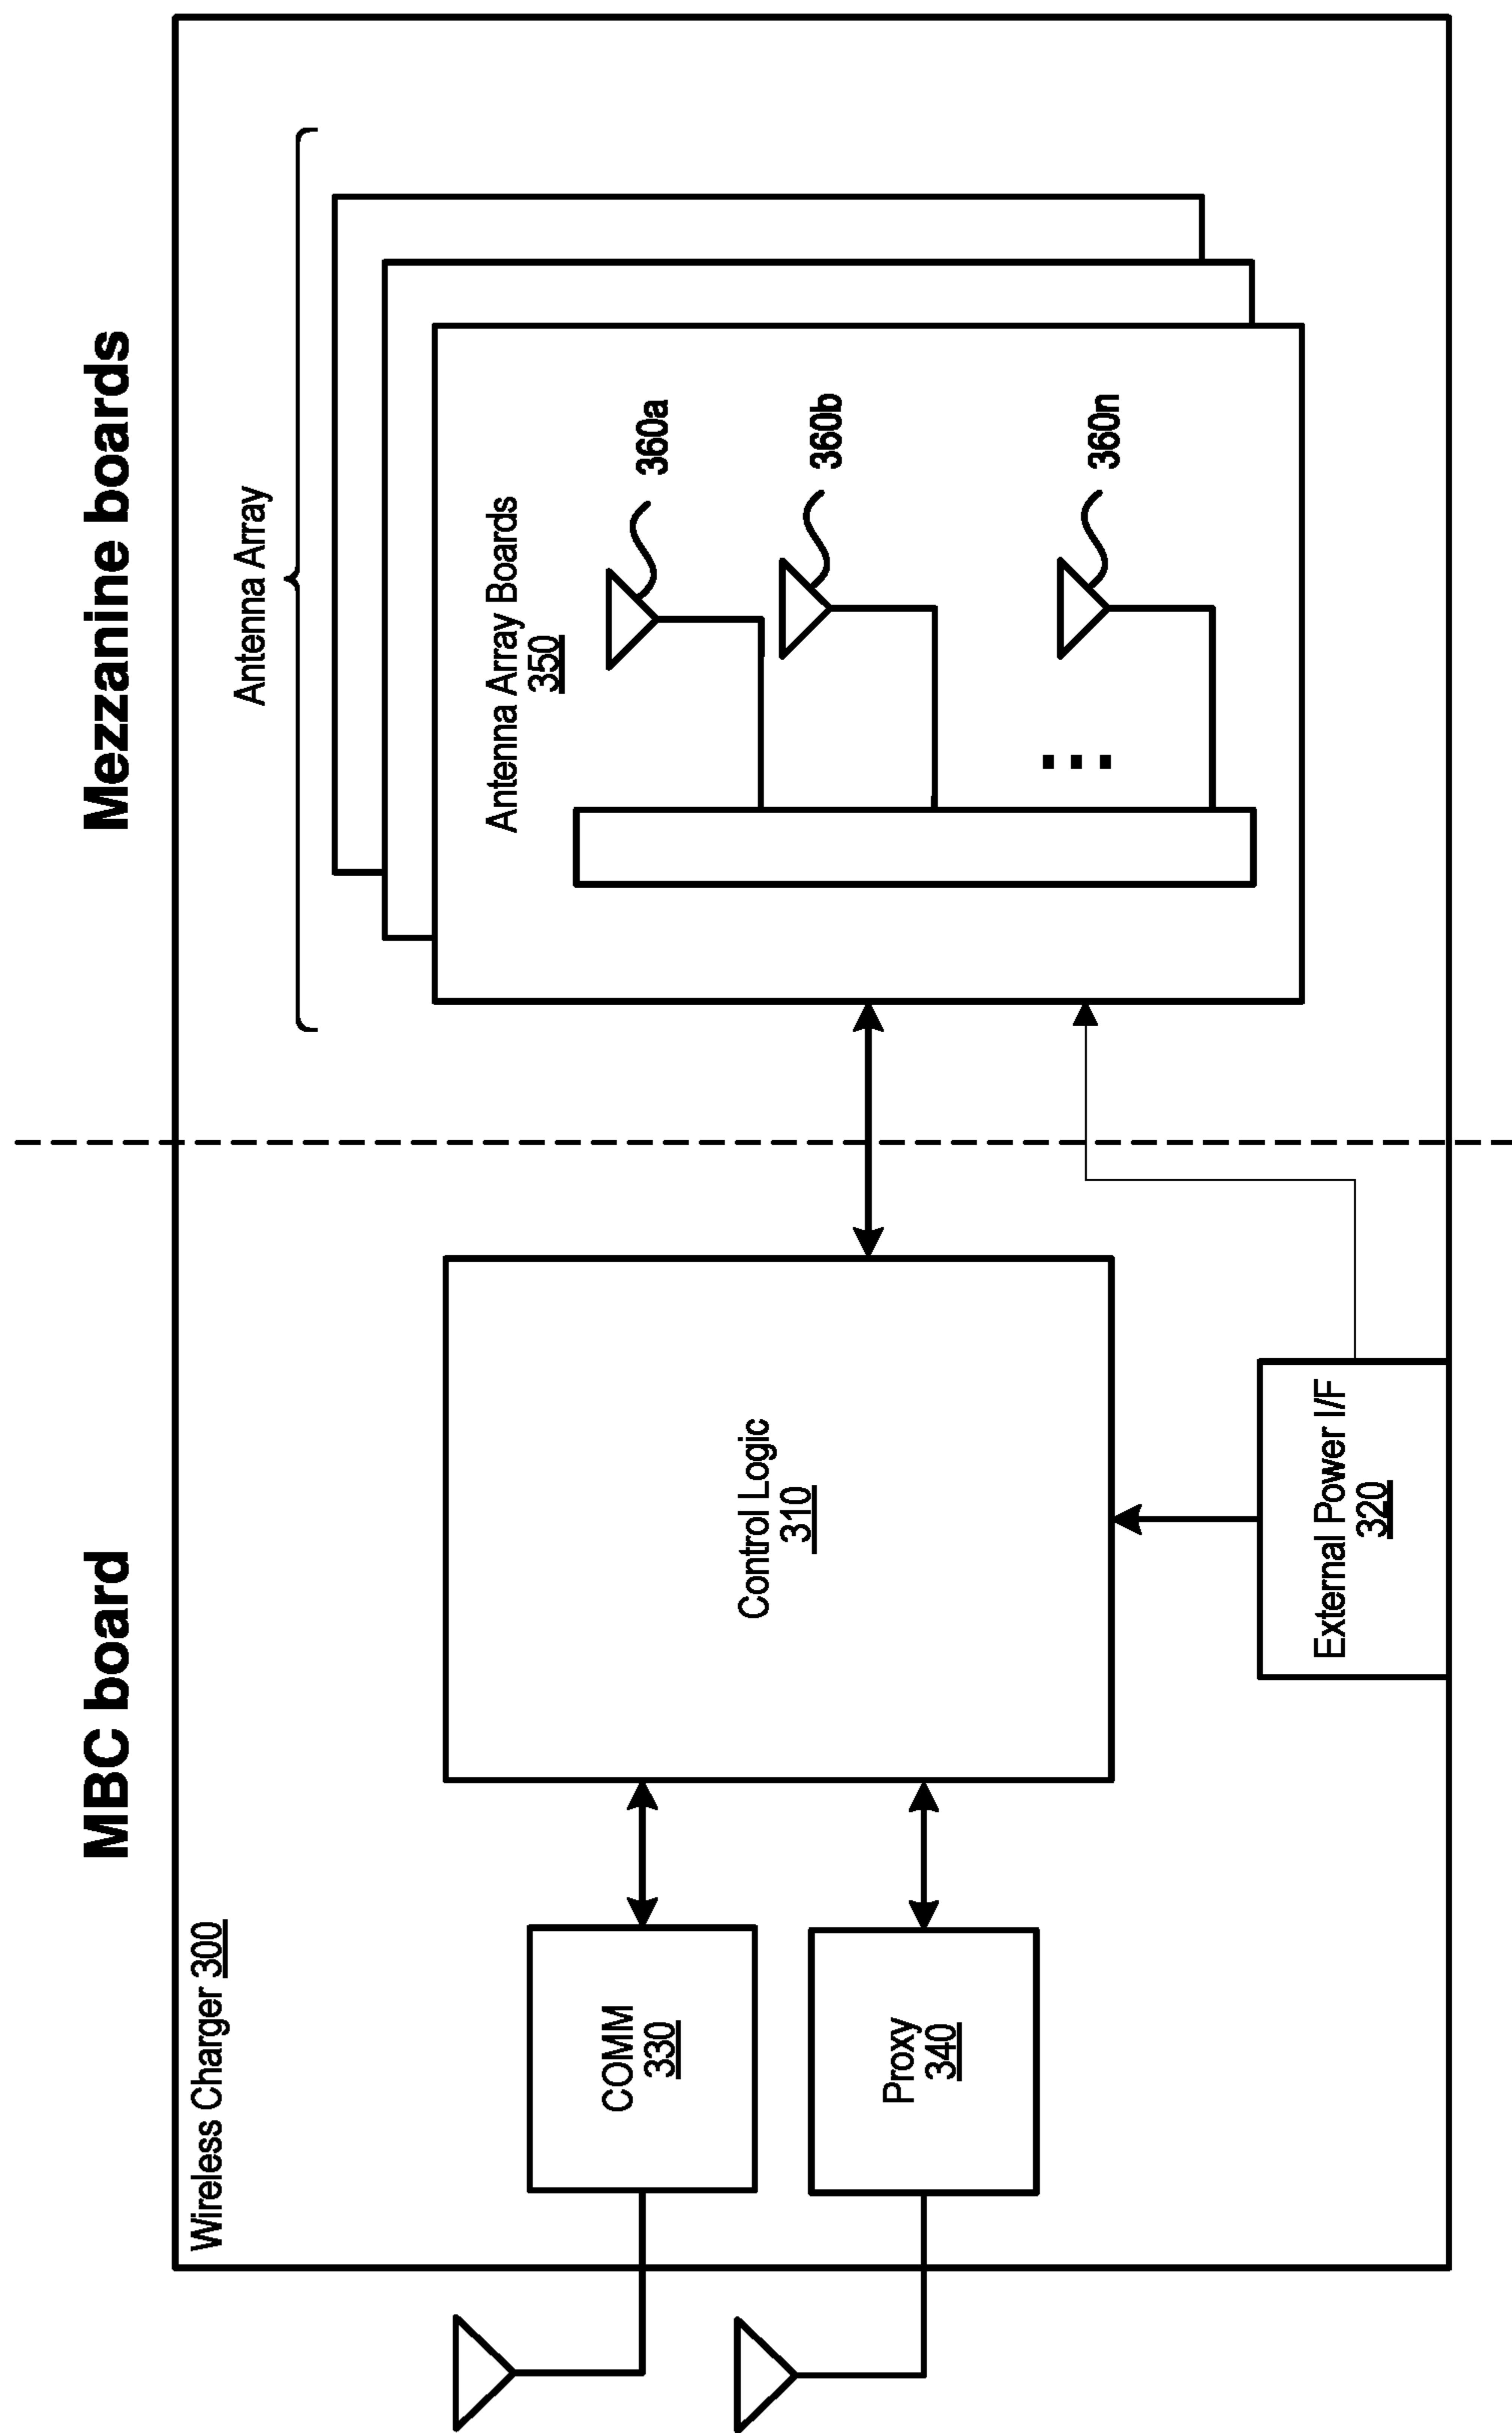 MBC board
Mezzanine boards
Wireless Charger 300
Antenna Array
COMM
330
Proxy
340
Control Logic
310
External Power I/F
320
Antenna Array Boards
350
360a
360b
...
360n